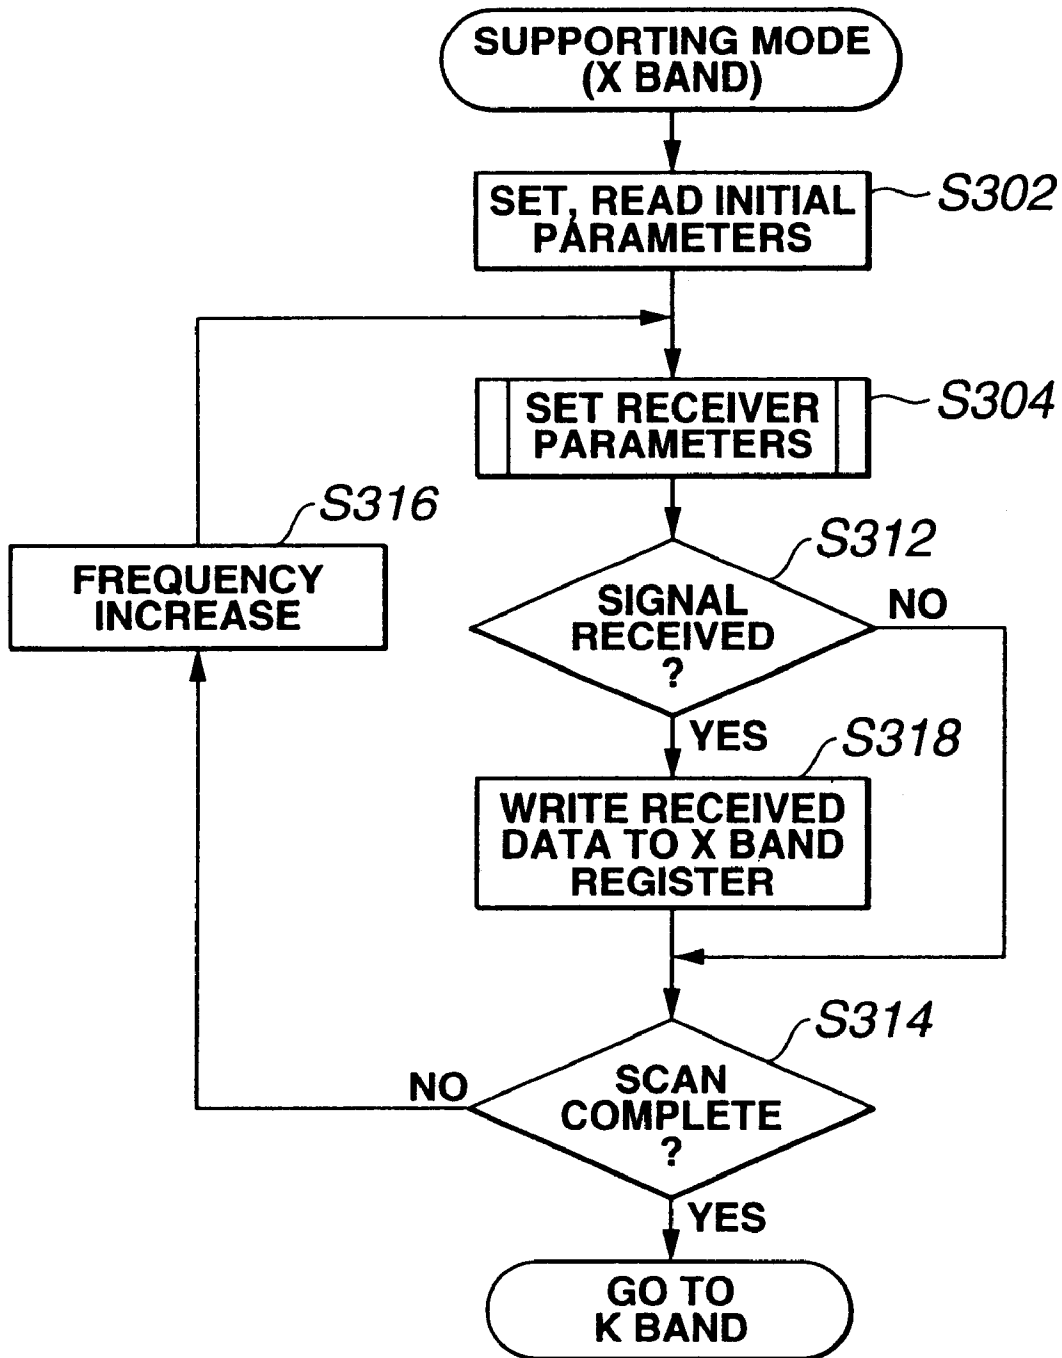 SUPPORTING MODE
(X BAND)
SET, READ INITIAL
PARAMETERS
S302
SET RECEIVER
PARAMETERS
S304
S316
FREQUENCY
INCREASE
S312
SIGNAL
RECEIVED
?
NO
YES
S318
WRITE RECEIVED
DATA TO X BAND
REGISTER
S314
SCAN
COMPLETE
?
NO
YES
GO TO
K BAND